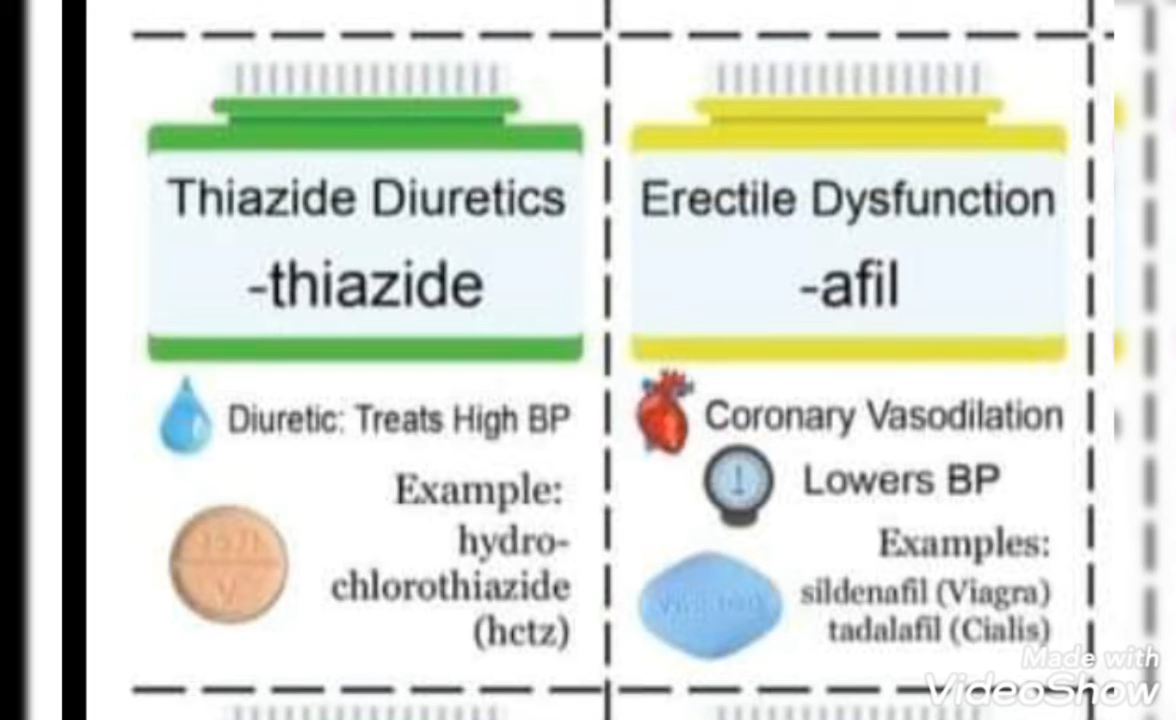 Thiazide Diuretics
-thiazide
Diuretic: Treats High BP
Example:
hydro-
chlorothiazide
(hctz)
Erectile Dysfunction
-afil
Coronary Vasodilation
Lowers BP
Examples:
sildenafil (Viagra)
tadalafil (Cialis)
Made with
VideoShow